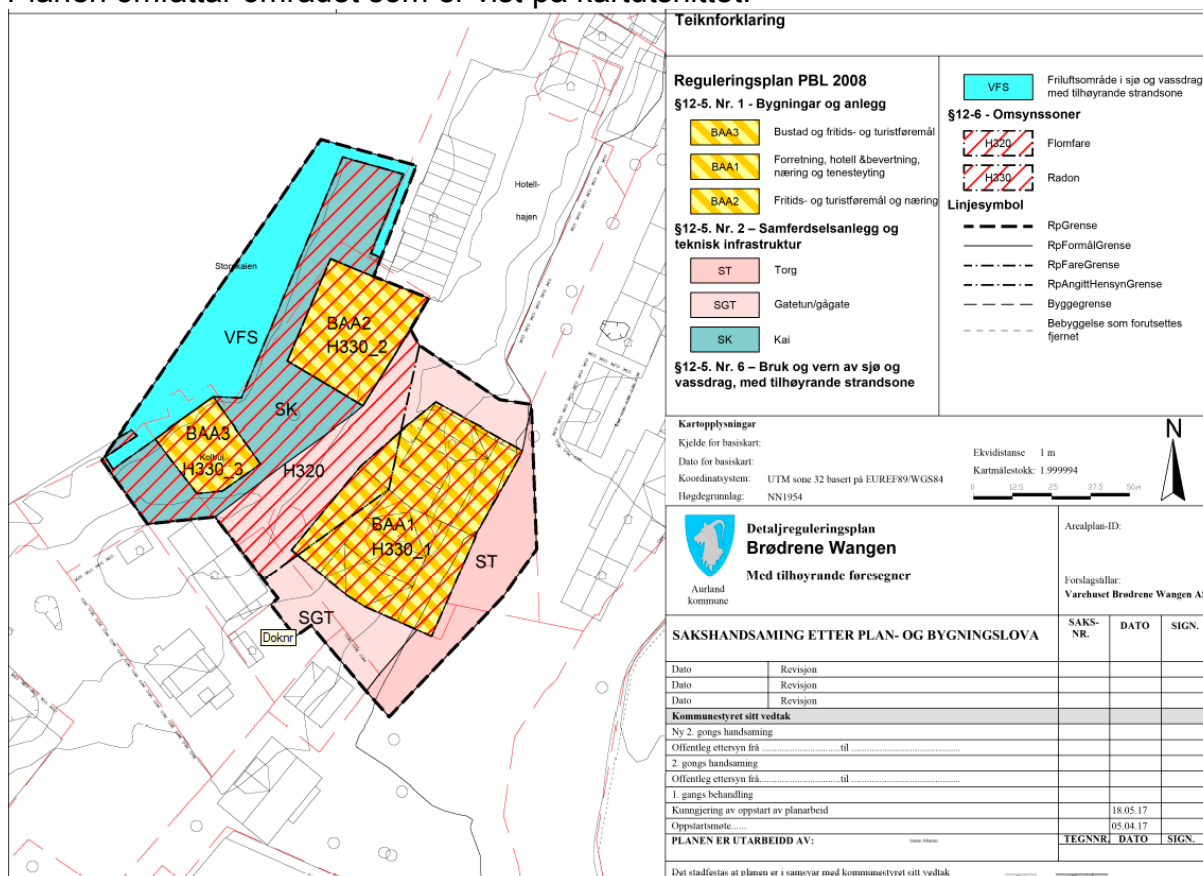 Planen omfattar området som er vist på kartutsnittet.
Hotell-
hajen
Storekaien
VFS
BAA2
H330_2
SK
BAA3
Kolbui
H330_3
H320
BAA1
H330_1
ST
SGT
Doknr
Teiknforklaring
Reguleringsplan PBL 2008
§12-5. Nr. 1 - Bygningar og anlegg
BAA3
Bustad og fritids- og turistføremål
BAA1
Forretning, hotell &bevertning,
næring og tenesteyting
BAA2
Fritids- og turistføremål og næring
§12-5. Nr. 2 – Samferdselsanlegg og
teknisk infrastruktur
ST
Torg
SGT
Gatetun/gågate
SK
Kai
§12-5. Nr. 6 – Bruk og vern av sjø og
vassdrag, med tilhøyrande strandsone
VFS
Friluftsområde i sjø og vassdrag
med tilhøyrande strandsone
§12-6 - Omsynssoner
H320
Flomfare
H330
Radon
Linjesymbol
RpGrense
RpFormålGrense
RpFareGrense
RpAngittHensynGrense
Byggegrense
Bebyggelse som forutsettes
fjernet
Kartopplysningar
Kjelde for basiskart:
Dato for basiskart:
Koordinatsystem: UTM sone 32 basert på EUREF89/WGS84
Høgdegrunnlag: NN1954
Ekvidistanse 1 m
Kartmålestokk: 1.999994
0 12.5 25 37.5 50m
N
Aurland
kommune
Detaljreguleringsplan
Brødrene Wangen
Med tilhøyrande føresegner
Arealplan-ID:
Forslagstillar:
Varehuset Brødrene Wangen AS
SAKSHANDSAMING ETTER PLAN- OG BYGNINGSLOVA
SAKS-
NR.
DATO
SIGN.
Dato Revisjon
Dato Revisjon
Dato Revisjon
Kommunestyret sitt vedtak
Ny 2. gongs handsaming
Offentleg ettersyn frå ..............................til ..........................................
2. gongs handsaming
Offentleg ettersyn frå..............................til ..........................................
1. gangs behandling
Kunngjering av oppstart av planarbeid 18.05.17
Oppstartsmøte...... 05.04.17
PLANEN ER UTARBEIDD AV:
TEGNNR. DATO SIGN.
Det stadfestas at planen er i samsvar med kommunestyret sitt vedtak